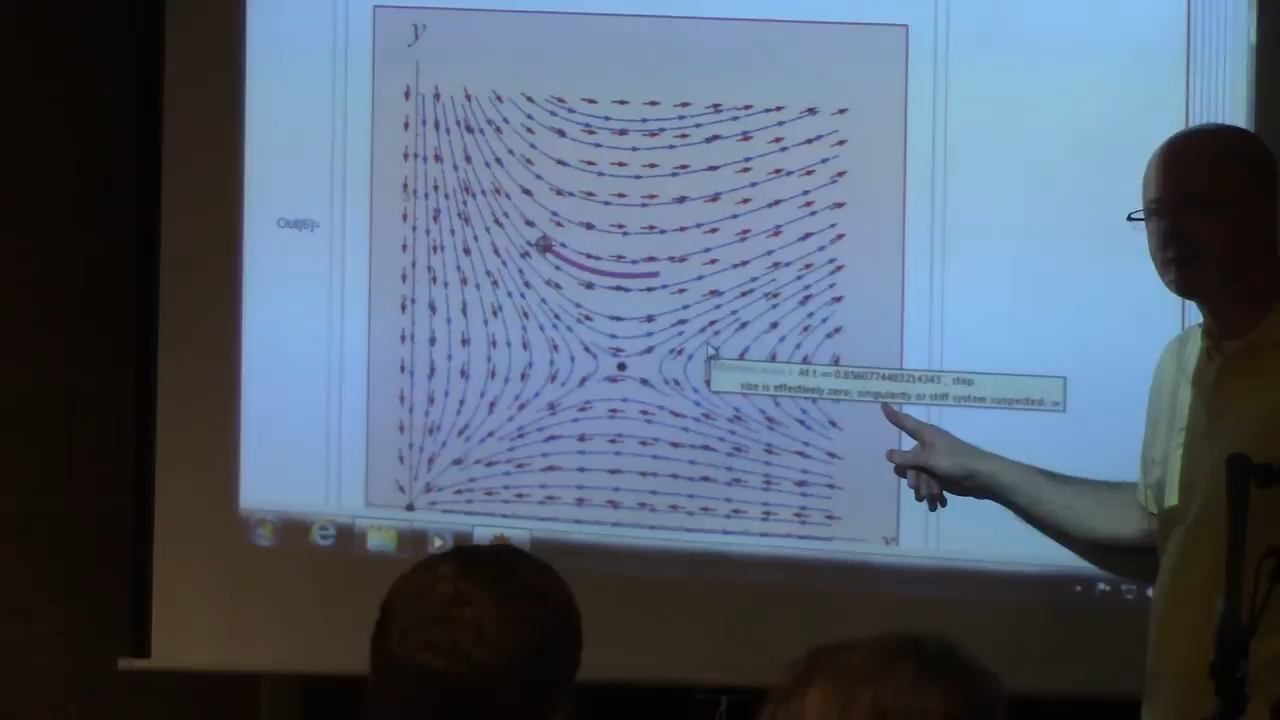 y
Out[6]=
At t == 0.8560774483214343`, step
size is effectively zero; singularity or stiff system suspected. >>